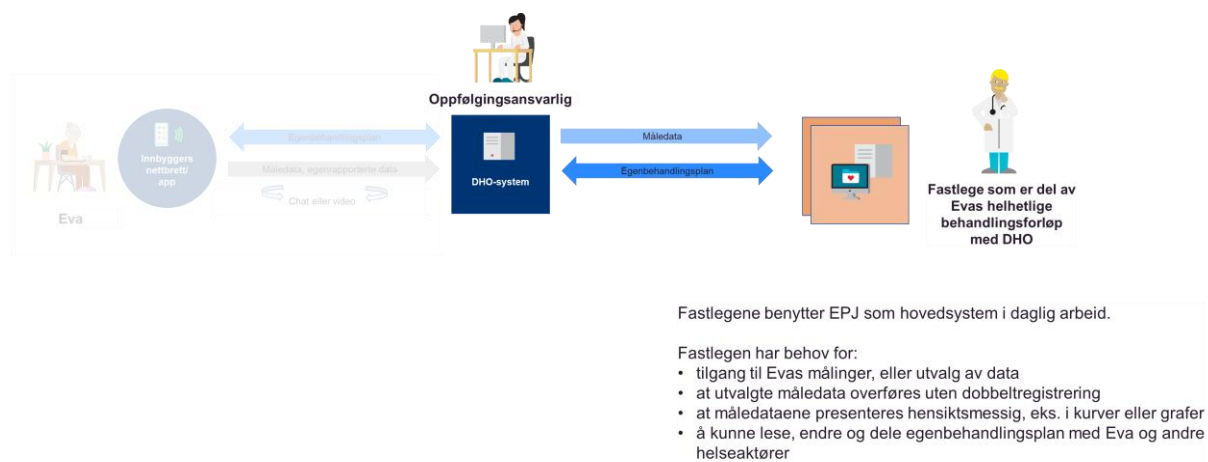 Oppfølgingsansvarlig
Eva
Innbyggers
nettbrett/
app
Egenbehandlingsplan
Måledata, egenrapporterte data
Chat eller video
DHO-system
Måledata
Egenbehandlingsplan
Fastlege som er del av
Evas helhetlige
behandlingsforløp
med DHO
Fastlegene benytter EPJ som hovedsystem i daglig arbeid.
Fastlegen har behov for:
• tilgang til Evas målinger, eller utvalg av data
• at utvalgte måledata overføres uten dobbeltregistrering
• at måledataene presenteres hensiktsmessig, eks. i kurver eller grafer
• å kunne lese, endre og dele egenbehandlingsplan med Eva og andre
helseaktører